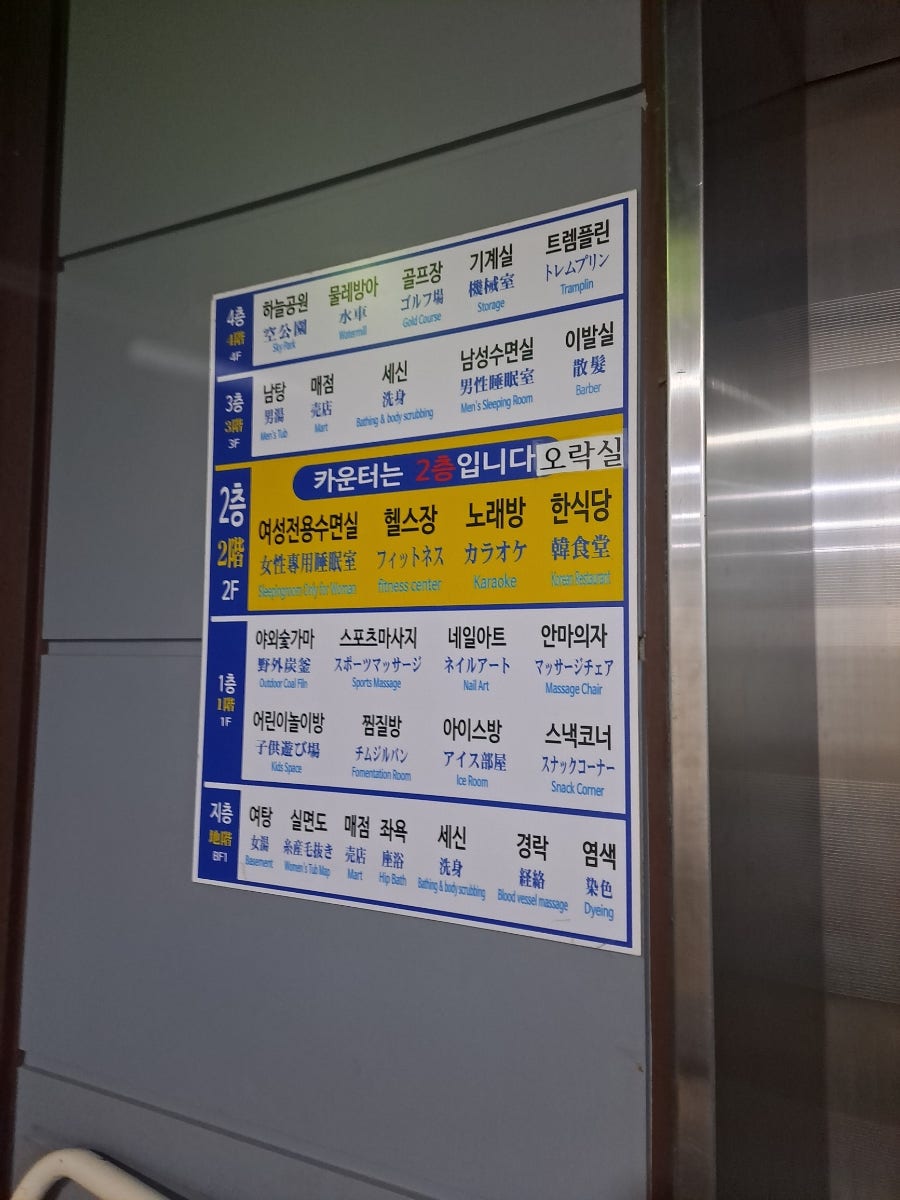 4층
4階
4F
하늘공원 물레방아 골프장 기계실 트렘플린
空公園 水車 ゴルフ場 機械室 トレムプリン
Sky Park Watermill Gold Course Storage Tramplin
3층
3階
3F
남탕 매점 세신 남성수면실 이발실
男湯 売店 洗身 男性睡眠室 散髮
Men's Tub Mart Bathing & body scrubbing Men's Sleeping Room Barber
카운터는 2층입니다 오락실
2층
2階
2F
여성전용수면실 헬스장 노래방 한식당
女性專用睡眠室 フィットネス カラオケ 韓食堂
Sleepingroom Only for Woman fitness center Karaoke Korean Restaurant
1층
1階
1F
야외숯가마 스포츠마사지 네일아트 안마의자
野外炭釜 スポーツマッサージ ネイルアート マッサージチェア
Outdoor Coal Filn Sports Massage Nail Art Massage Chair
어린이놀이방 찜질방 아이스방 스낵코너
子供遊び場 チムジルバン アイス部屋 スナックコーナー
Kids Space Fomentation Room Ice Room Snack Corner
지층
地階
BF1
여탕 실면도 매점 좌욕 세신 경락 염색
女湯 糸産毛抜き 売店 座浴 洗身 経絡 染色
Basement Women's Tub Map Mart Hip Bath Bathing & body scrubbing Blood vessel massage Dyeing